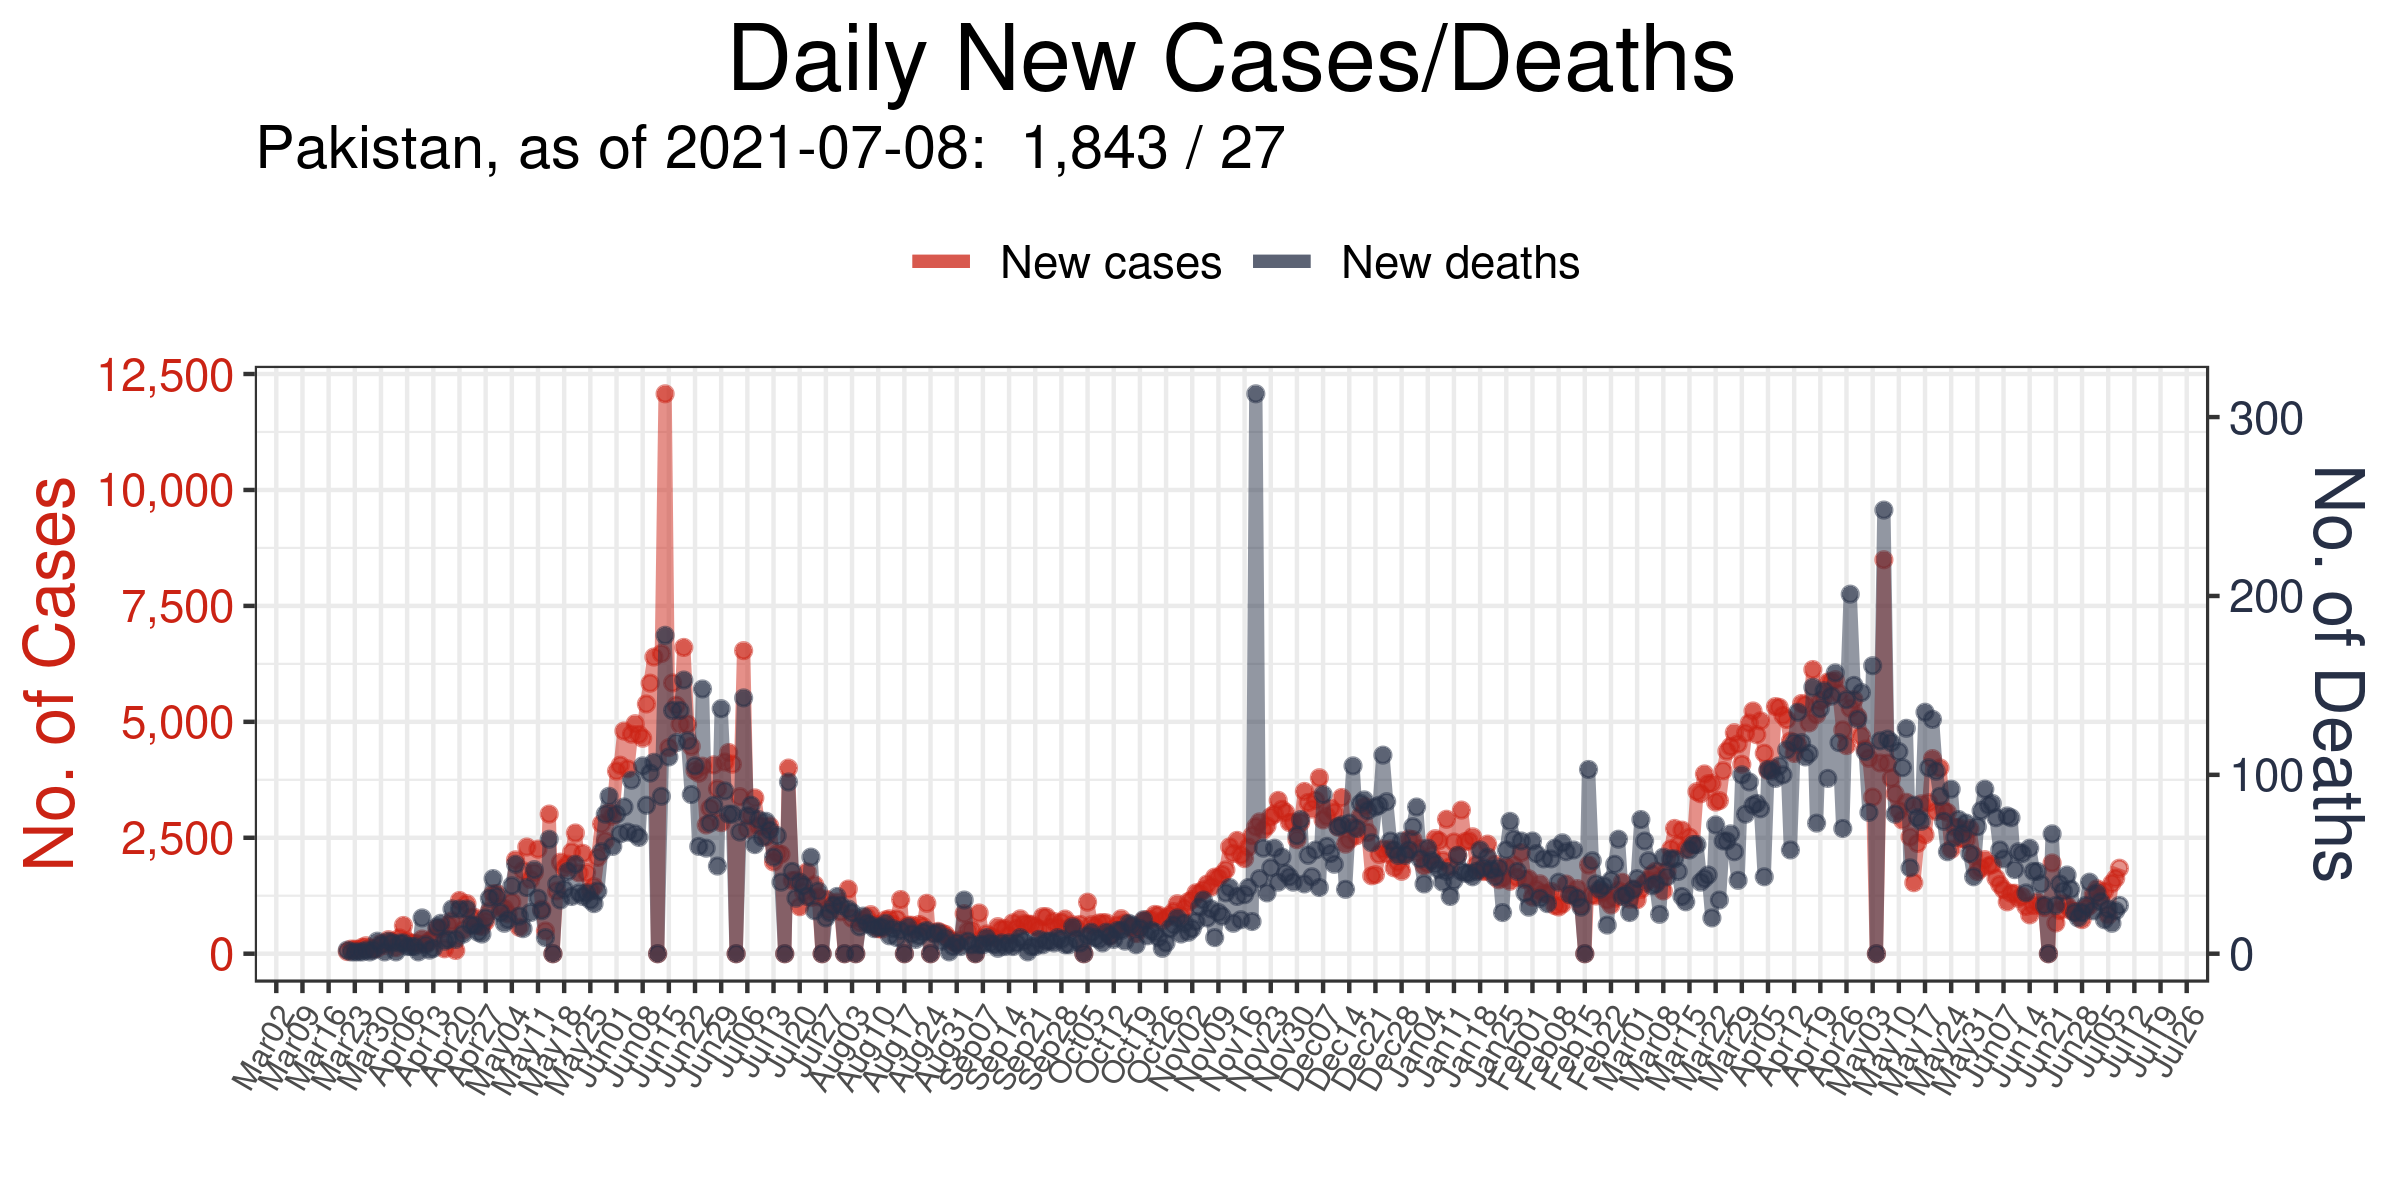 Daily New Cases/Deaths
Pakistan, as of 2021-07-08:  1,843 / 27
New cases
New deaths
No. of Cases
12,500
10,000
7,500
5,000
2,500
0
300
200
100
0
No. of Deaths
Mar02
Mar09
Mar16
Mar23
Mar30
Apr06
Apr13
Apr20
Apr27
May04
May11
May18
May25
Jun01
Jun08
Jun15
Jun22
Jun29
Jul06
Jul13
Jul20
Jul27
Aug03
Aug10
Aug17
Aug24
Aug31
Sep07
Sep14
Sep21
Sep28
Oct05
Oct12
Oct19
Oct26
Nov02
Nov09
Nov16
Nov23
Nov30
Dec07
Dec14
Dec21
Dec28
Jan04
Jan11
Jan18
Jan25
Feb01
Feb08
Feb15
Feb22
Mar01
Mar08
Mar15
Mar22
Mar29
Apr05
Apr12
Apr19
Apr26
May03
May10
May17
May24
May31
Jun07
Jun14
Jun21
Jun28
Jul05
Jul12
Jul19
Jul26